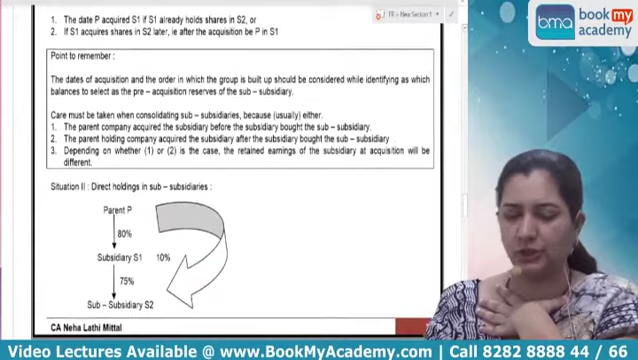 1. The date P acquired S1 if S1 already holds shares in S2, or
2. If S1 acquires shares in S2 later, ie after the acquisition be P in S1
FR – New Section 1
bma
book my
academy
Point to remember :
The dates of acquisition and the order in which the group is built up should be considered while identifying as which
balances to select as the pre – acquisition reserves of the sub – subsidiary.
Care must be taken when consolidating sub – subsidiaries, because (usually) either.
1. The parent company acquired the subsidiary before the subsidiary bought the sub – subsidiary.
2. The parent holding company acquired the subsidiary after the subsidiary bought the sub – subsidiary
3. Depending on whether (1) or (2) is the case, the retained earnings of the subsidiary at acquisition will be
different.
Situation II : Direct holdings in sub – subsidiaries :
Parent P
80%
Subsidiary S1 10%
75%
Sub – Subsidiary S2
CA Neha Lathi Mittal
Video Lectures Available @ www.BookMyAcademy.com | Call 8282 8888 44 / 66